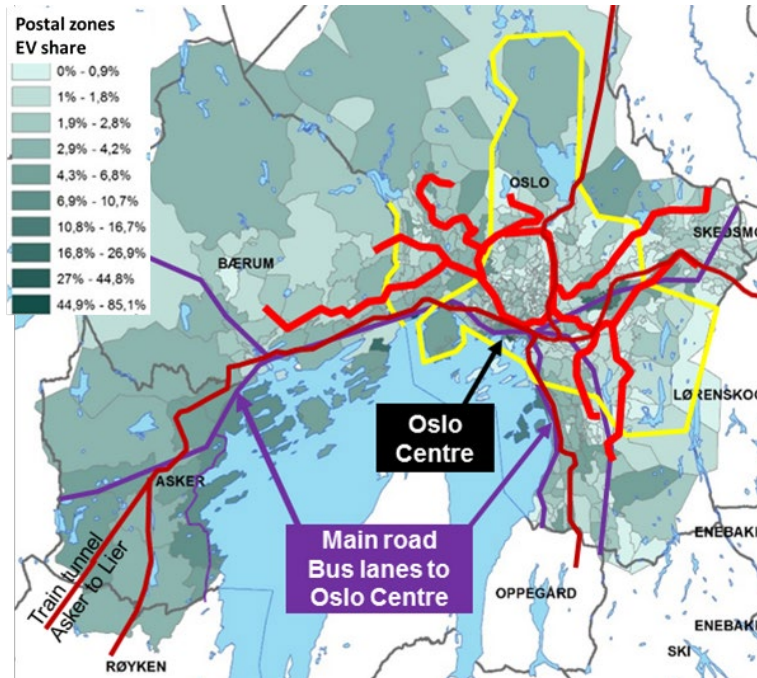 Postal zones
EV share
0% - 0,9%
1% - 1,8%
1,9% - 2,8%
2,9% - 4,2%
4,3% - 6,8%
6,9% - 10,7%
10,8% - 16,7%
16,8% - 26,9%
27% - 44,8%
44,9% - 85,1%
OSLO
SKEDSMO
BÆRUM
LØRENSKOG
Oslo
Centre
ASKER
Main road
Bus lanes to
Oslo Centre
Train tunnel
Asker to Lier
ENEBAKK
OPPEGÅRD
ENEBAKK
SKI
RØYKEN